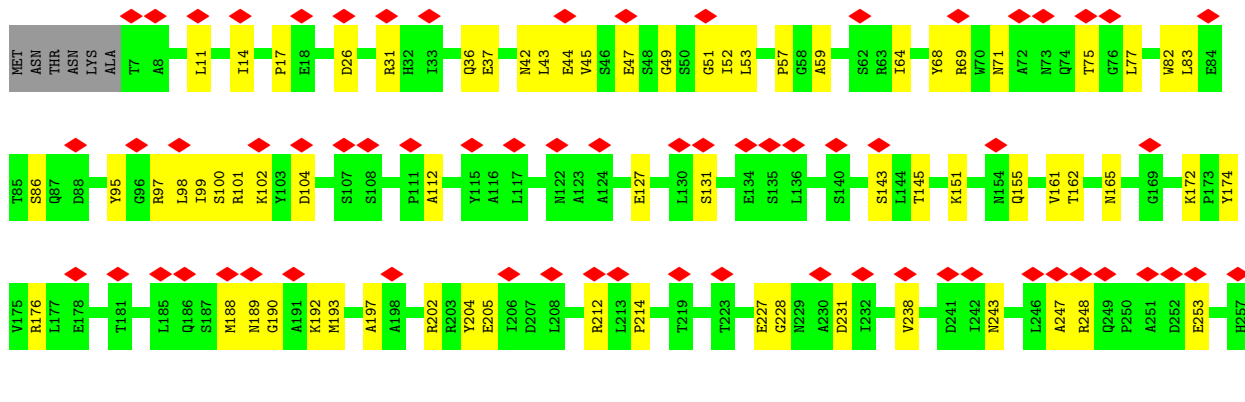 MET ASN THR ASN LYS ALA T7 A8 L11 I14 P17 E18 D26 R31 H32 I33 Q36 E37 N42 L43 E44 V45 S46 E47 S48 G49 S50 G51 I52 L53 P57 G58 A59 S62 R63 I64 Y68 R69 W70 N71 A72 N73 Q74 T75 G76 L77 W82 L83 E84
T85 S86 Q87 D88 Y95 G96 R97 L98 I99 S100 R101 K102 Y103 D104 S107 S108 P111 A112 Y115 A116 L117 N122 A123 A124 E127 L130 S131 E134 S135 L136 S140 S143 L144 T145 K151 N154 Q155 V161 T162 N165 G169 K172 P173 Y174
V175 R176 L177 E178 T181 L185 Q186 S187 M188 N189 G190 A191 K192 M193 A197 A198 R202 R203 Y204 E205 I206 D207 L208 R212 L213 P214 T219 T223 E227 G228 N229 A230 D231 I232 V238 D241 I242 N243 L246 A247 R248 Q249 P250 A251 D252 E253 H257